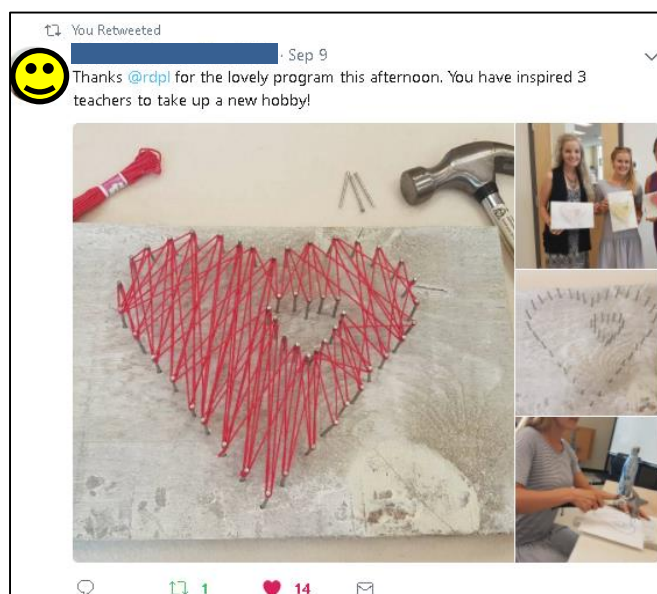 You Retweeted
· Sep 9
Thanks @rdpl for the lovely program this afternoon. You have inspired 3
teachers to take up a new hobby!
1
14